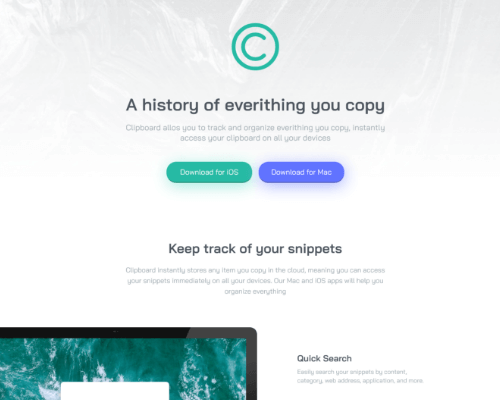 C
A history of everithing you copy
Clipboard allos you to track and organize everithing you copy, instantly
access your clipboard on all your devices
Download for iOS
Download for Mac
Keep track of your snippets
Clipboard instantly stores any item you copy in the cloud, meaning you can access
your snippets immediately on all your devices. Our Mac and iOS apps will help you
organize everything
Quick Search
Easily search your snippets by content,
category, web address, application, and more.